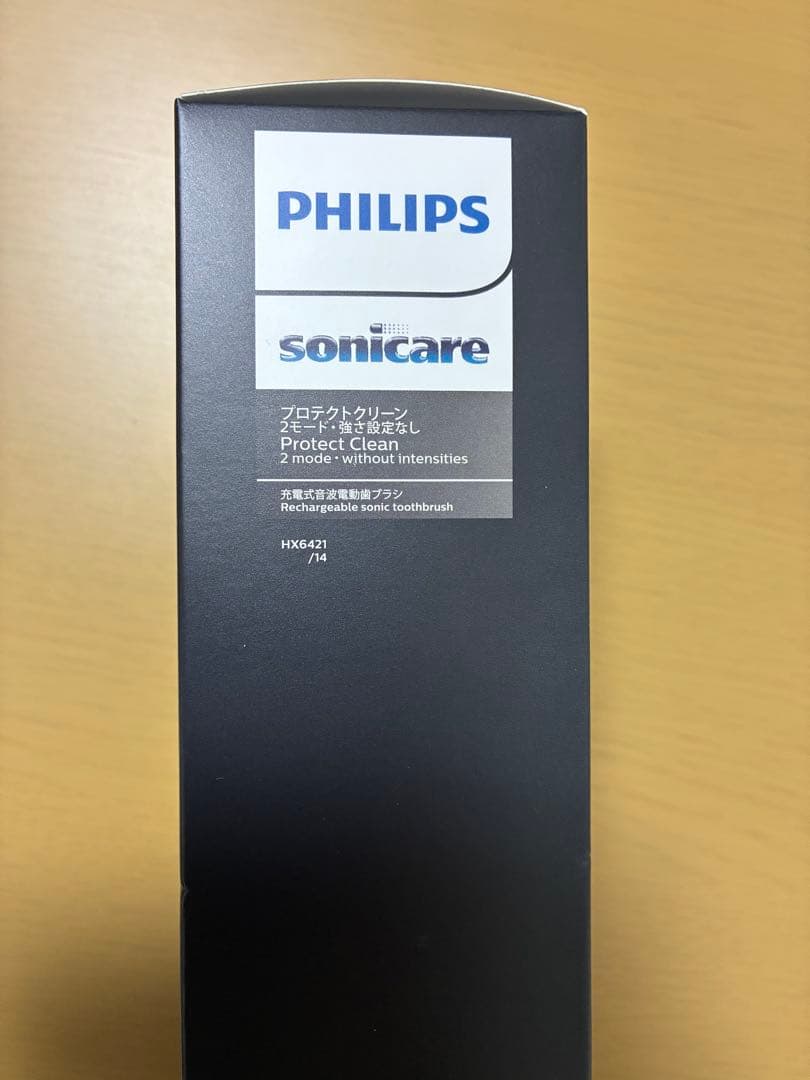 PHILIPS
sonicare
プロテクトクリーン
2モード・強さ設定なし
Protect Clean
2 mode・without intensities
充電式音波電動歯ブラシ
Rechargeable sonic toothbrush
HX6421
/14